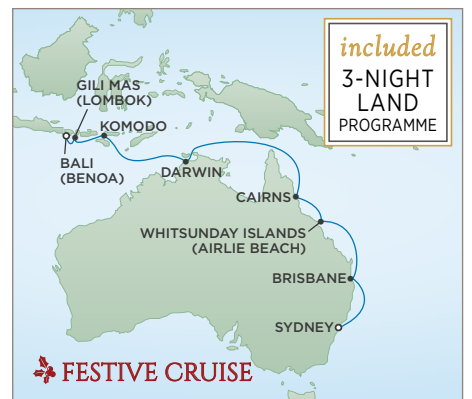 included
3-NIGHT
LAND
PROGRAMME
GILI MAS
(LOMBOK)
KOMODO
BALI
(BENOA)
DARWIN
CAIRNS
WHITSUNDAY ISLANDS
(AIRLIE BEACH)
BRISBANE
SYDNEY
FESTIVE CRUISE